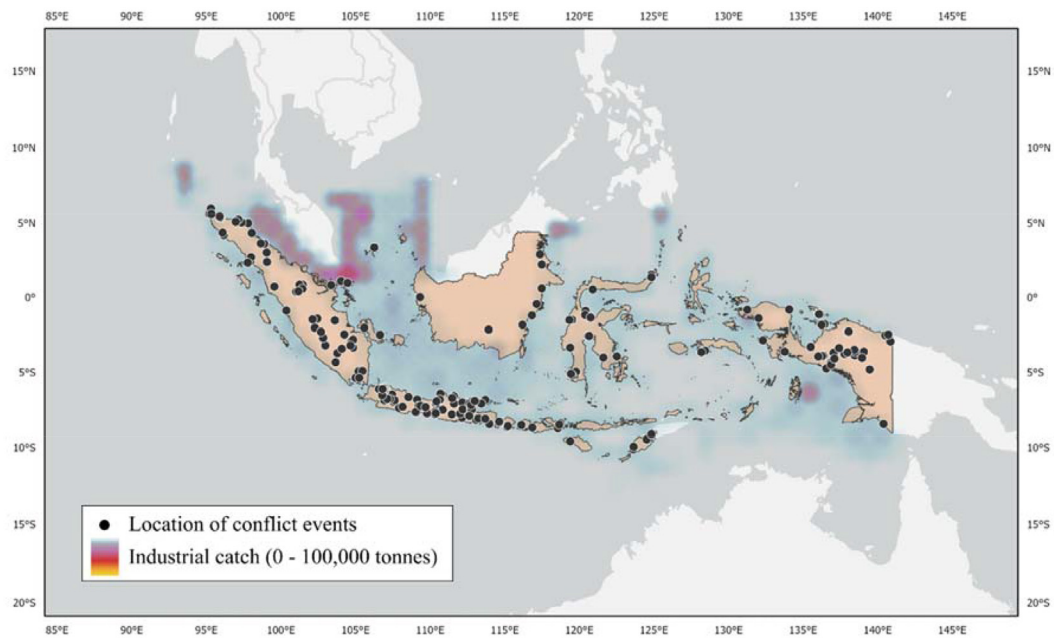 85°E 90°E 95°E 100°E 105°E 110°E 115°E 120°E 125°E 130°E 135°E 140°E 145°E
15°N 15°N
10°N 10°N
5°N 5°N
0° 0°
5°S 5°S
10°S 10°S
15°S 15°S
Location of conflict events
Industrial catch (0 - 100,000 tonnes)
20°S 20°S
85°E 90°E 95°E 100°E 105°E 110°E 115°E 120°E 125°E 130°E 135°E 140°E 145°E